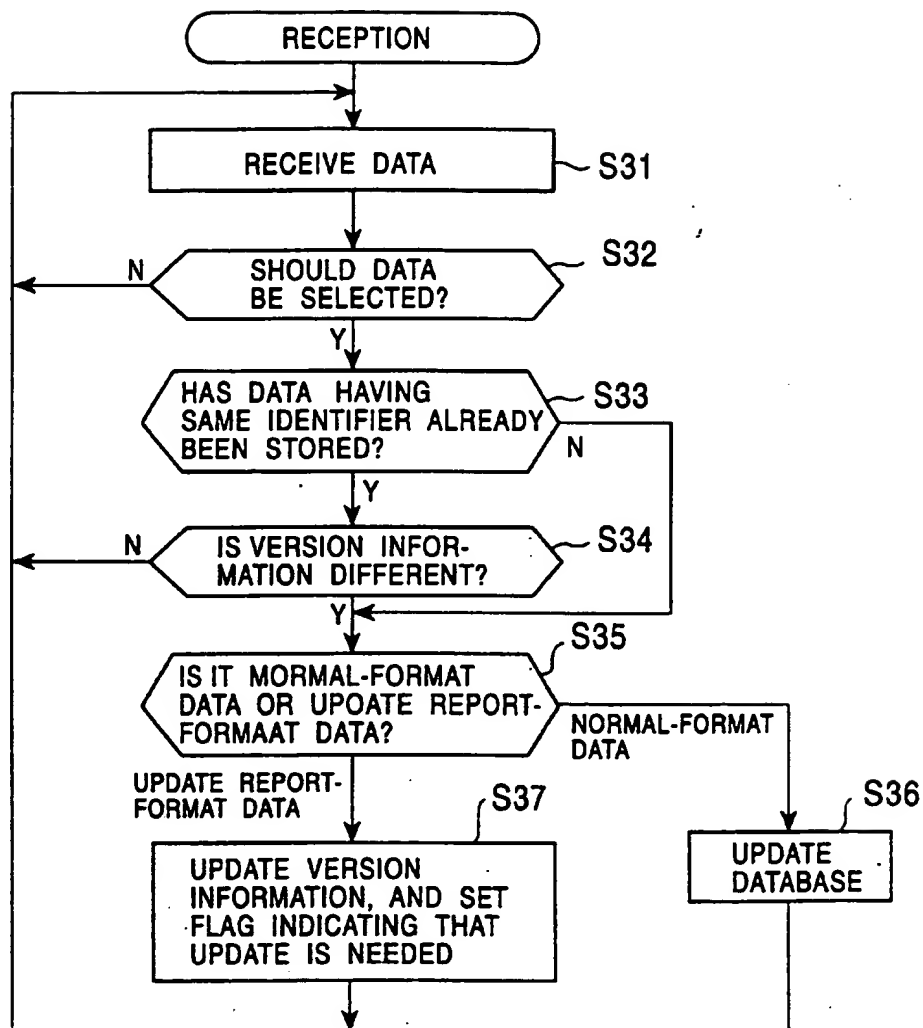 RECEPTION
RECEIVE DATA
S31
N
SHOULD DATA
BE SELECTED?
S32
Y
HAS DATA HAVING
SAME IDENTIFIER ALREADY
BEEN STORED?
S33
N
Y
N
IS VERSION INFOR-
MATION DIFFERENT?
S34
Y
S35
IS IT MORMAL-FORMAT
DATA OR UPOATE REPORT-
FORMAAT DATA?
NORMAL-FORMAT
DATA
UPDATE REPORT-
FORMAT DATA
S37
S36
UPDATE VERSION
INFORMATION, AND SET
FLAG INDICATING THAT
UPDATE IS NEEDED
UPDATE
DATABASE